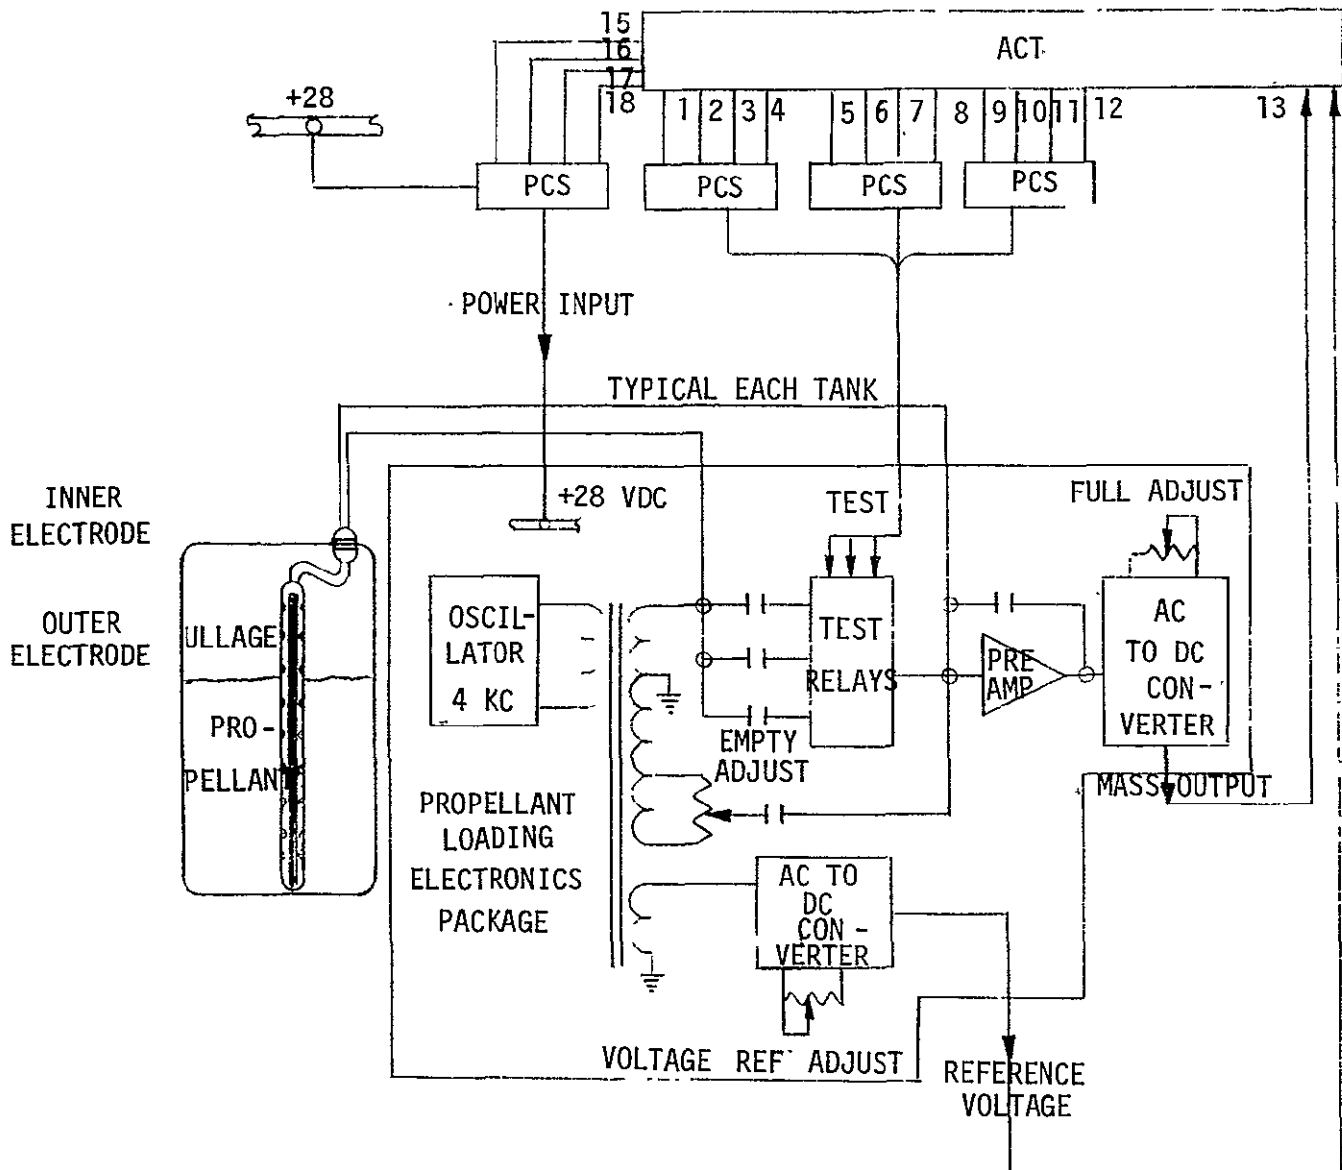 15
ACT
16
17
18
+28
1 2 3 4 5 6 7 8 9 10 11 12 13
PCS PCS PCS PCS
POWER INPUT
TYPICAL EACH TANK
INNER
ELECTRODE
OUTER
ELECTRODE
ULLAGE
PRO-
PELLANT
+28 VDC
TEST
FULL ADJUST
OSCIL-
LATOR
4 KC
TEST
RELAYS
PRE
AMP
AC
TO DC
CON-
VERTER
EMPTY
ADJUST
MASS OUTPUT
PROPELLANT
LOADING
ELECTRONICS
PACKAGE
AC TO
DC
CON-
VERTER
VOLTAGE REF ADJUST
REFERENCE
VOLTAGE